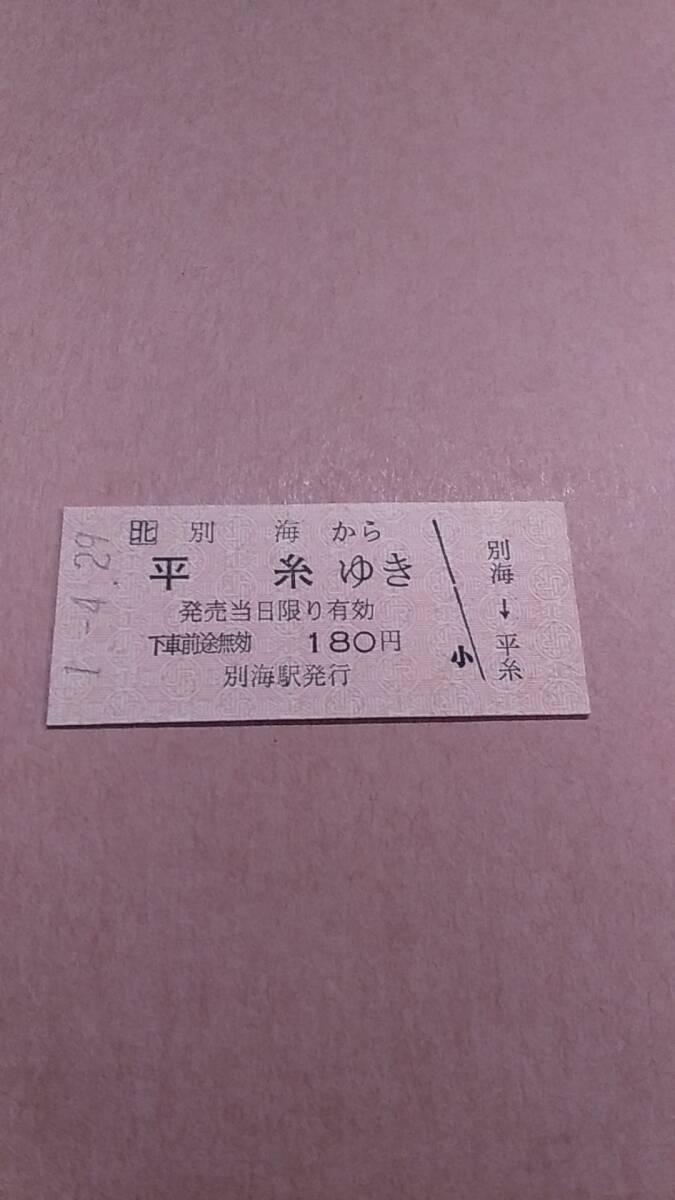 1.-4.29
北 別 海 から
平 糸 ゆき
発売当日限り有効
下車前途無効 180円
別海駅発行
小
別海→平糸